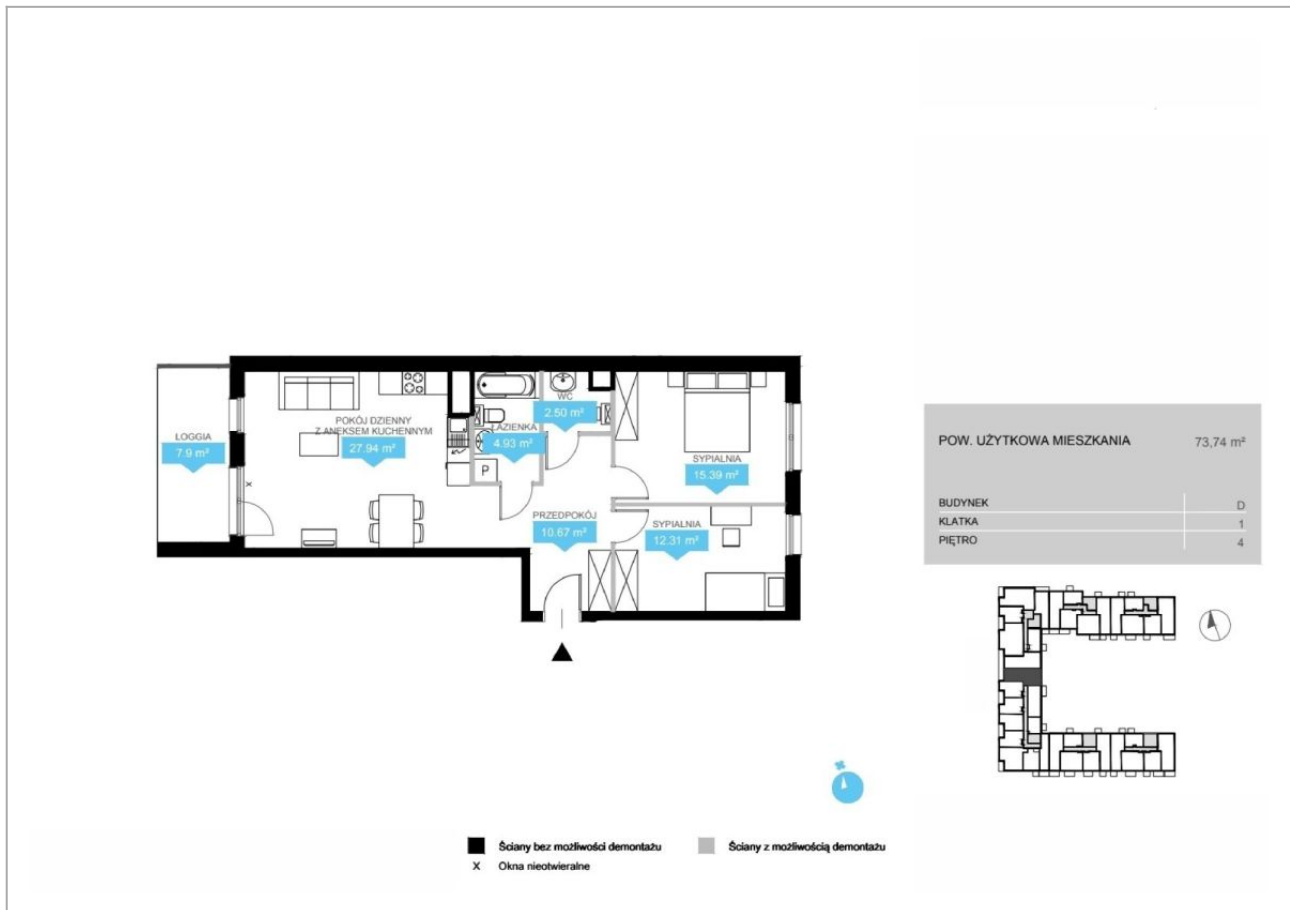 LOGGIA
7.9 m²
POKÓJ DZIENNY
Z ANEKSEM KUCHENNYM
27.94 m²
ŁAZIENKA
4.93 m²
P
WC
2.50 m²
SYPIALNIA
15.39 m²
PRZEDPOKÓJ
10.67 m²
SYPIALNIA
12.31 m²
X
POW. UŻYTKOWA MIESZKANIA 73,74 m²
BUDYNEK D
KLATKA 1
PIĘTRO 4
Ściany bez możliwości demontażu
Ściany z możliwością demontażu
X Okna nieotwieralne